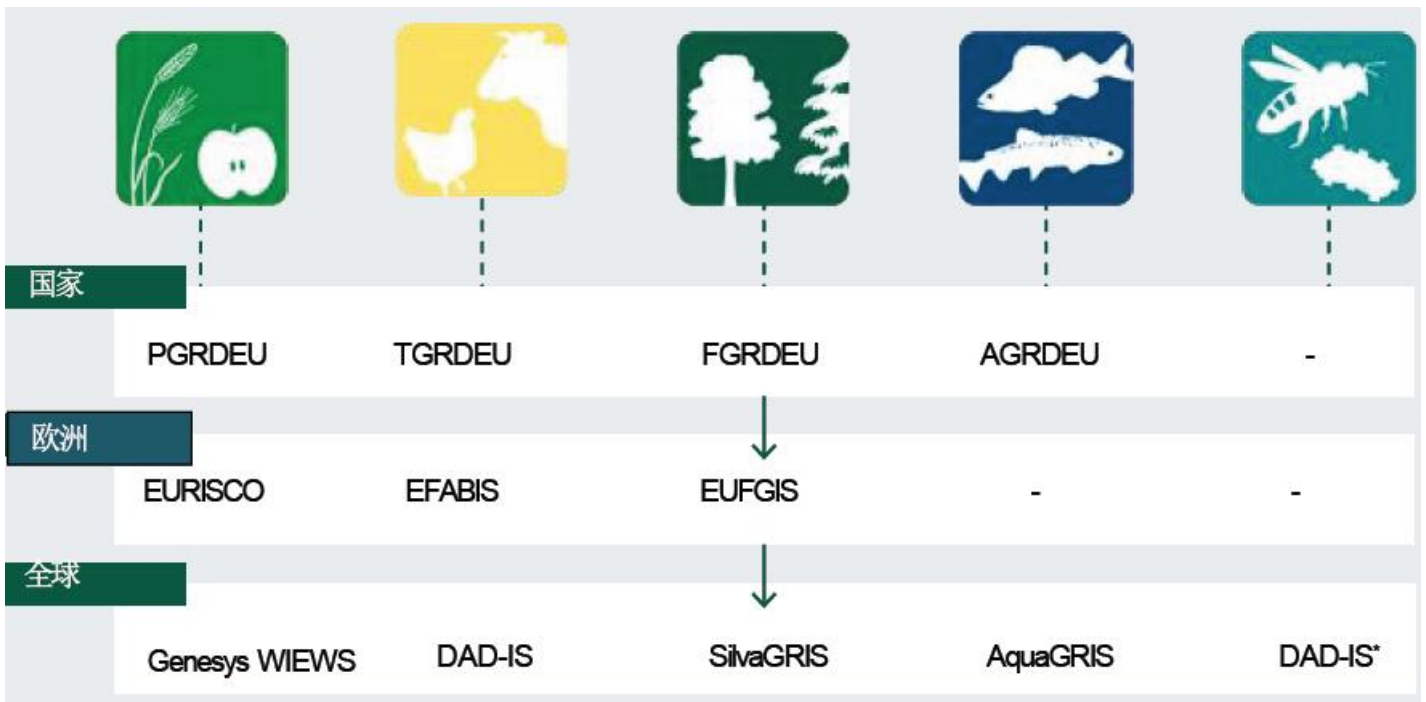 国家
PGRDEU TGRDEU FGRDEU AGRDEU -
欧洲
EURISCO EFABIS EUFGIS - -
全球
Genesys WIEWS DAD-IS SilvaGRIS AquaGRIS DAD-IS*